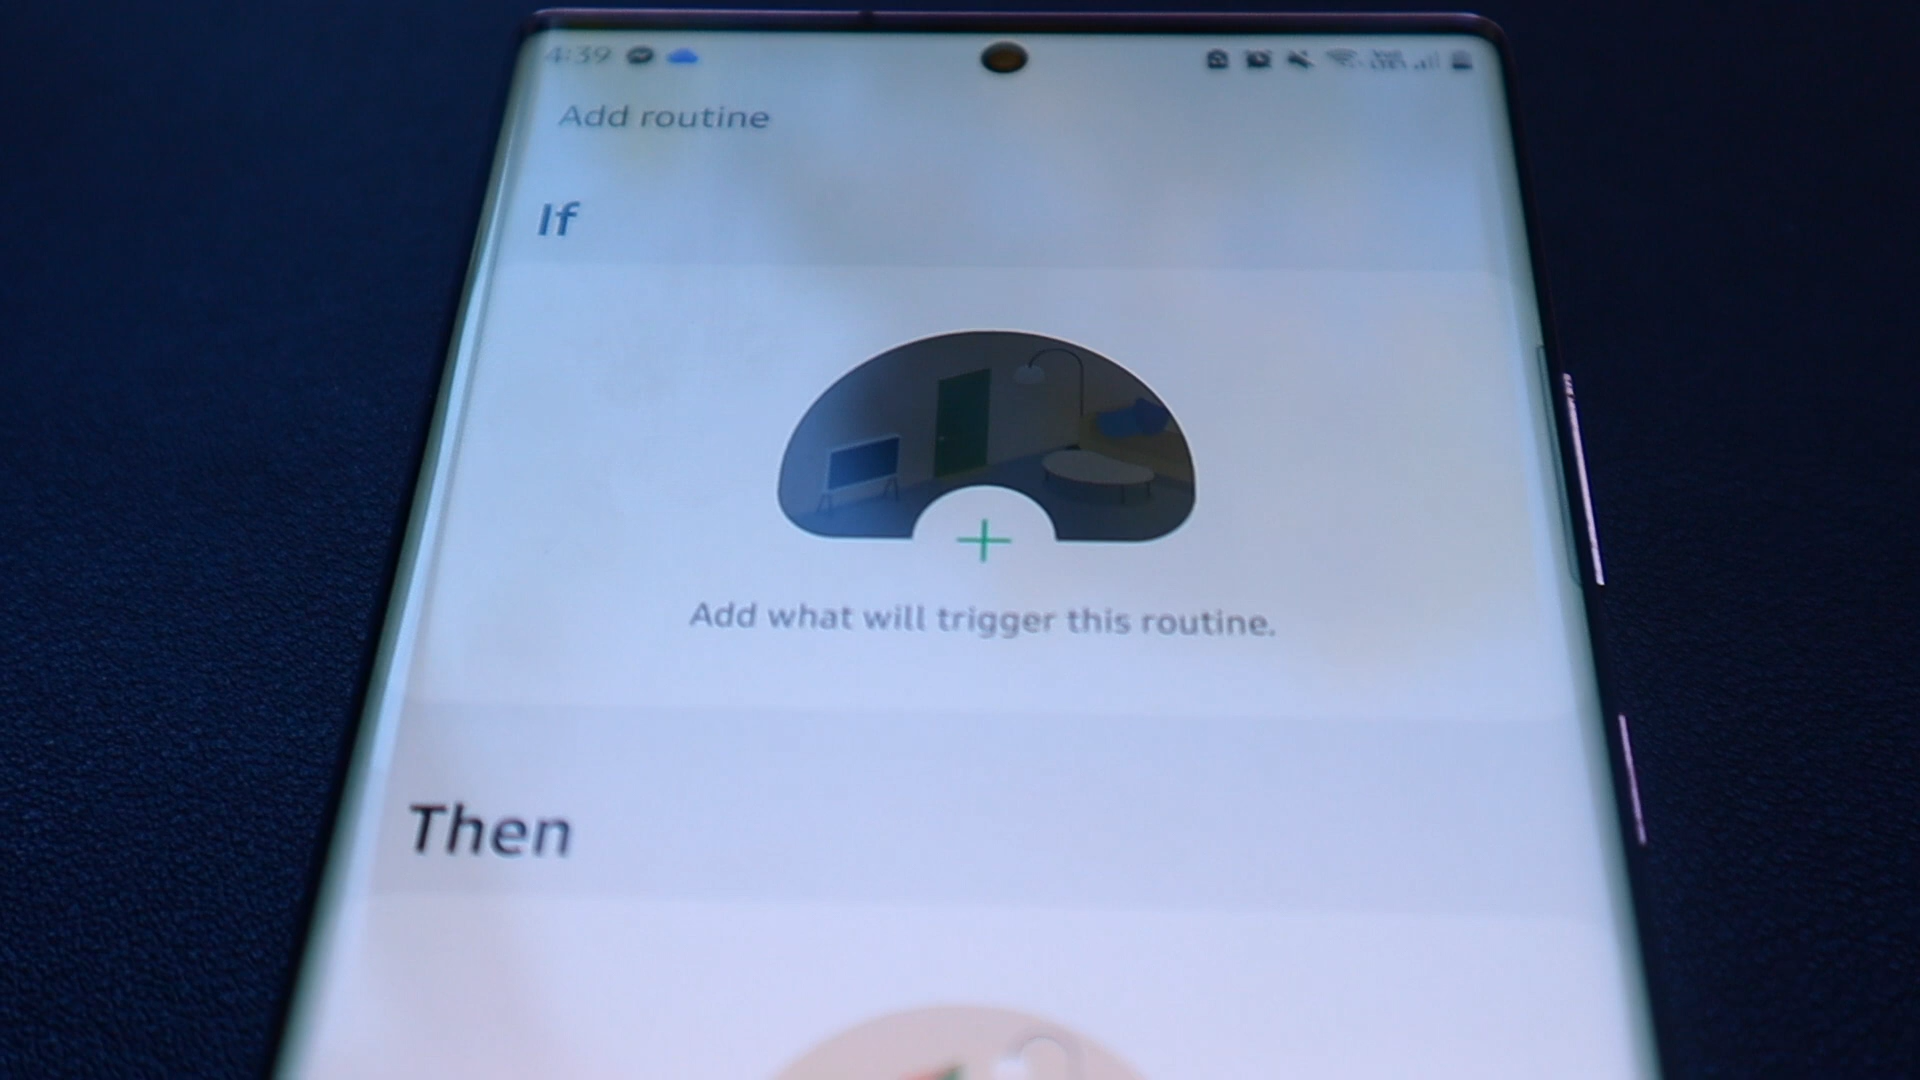 4:39
Add routine
If
Add what will trigger this routine.
Then